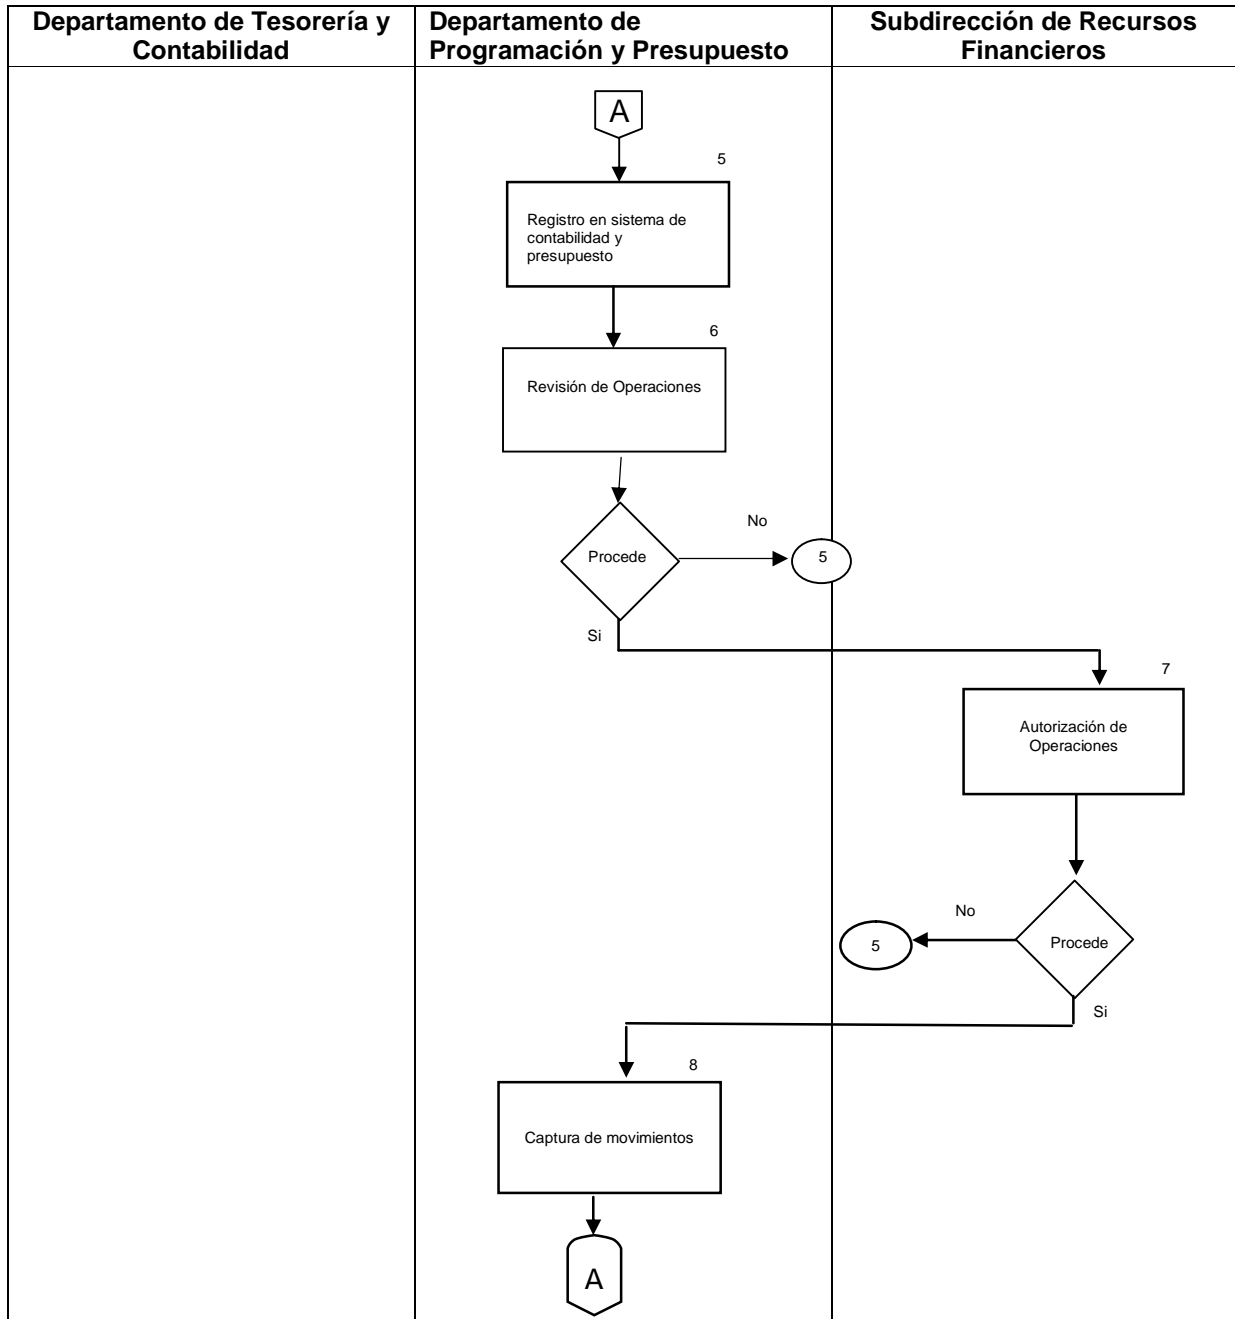 Departamento de Tesorería y
Contabilidad
Departamento de
Programación y Presupuesto
Subdirección de Recursos
Financieros
A
5
Registro en sistema de
contabilidad y
presupuesto
6
Revisión de Operaciones
No
Procede
5
Si
7
Autorización de
Operaciones
No
5
Procede
Si
8
Captura de movimientos
A